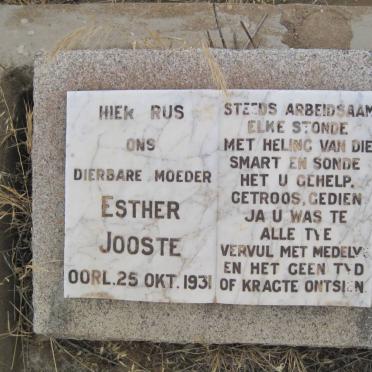 HIER RUS
ONS
DIERBARE MOEDER
ESTHER
JOOSTE
OORL. 25 OKT. 1931
STEEDS ARBEIDSAAM
ELKE STONDE
MET HELING VAN DIE
SMART EN SONDE
HET U GEHELP.
GETROOS, GEDIEN
JA U WAS TE
ALLE TYE
VERVUL MET MEDELYE
EN HET GEEN TYD
OF KRAGTE ONTSIEN.